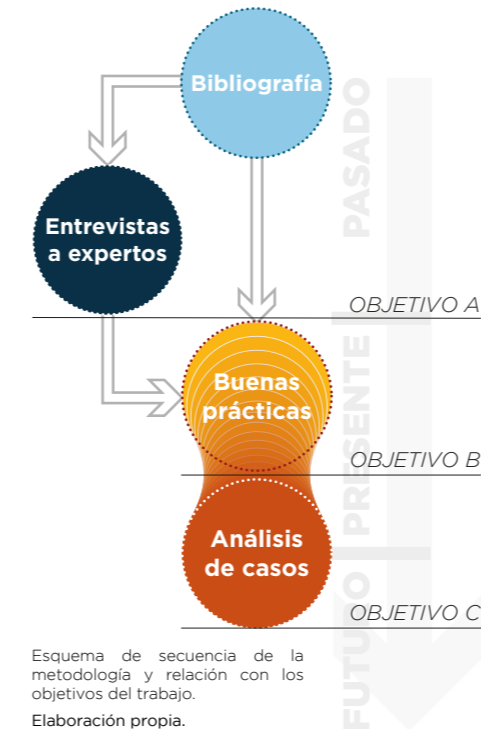 Bibliografía
PASADO
Entrevistas
a expertos
OBJETIVO A
Buenas
prácticas
PRESENTE
OBJETIVO B
Análisis
de casos
FUTURO
OBJETIVO C
Esquema de secuencia de la
metodología y relación con los
objetivos del trabajo.
Elaboración propia.